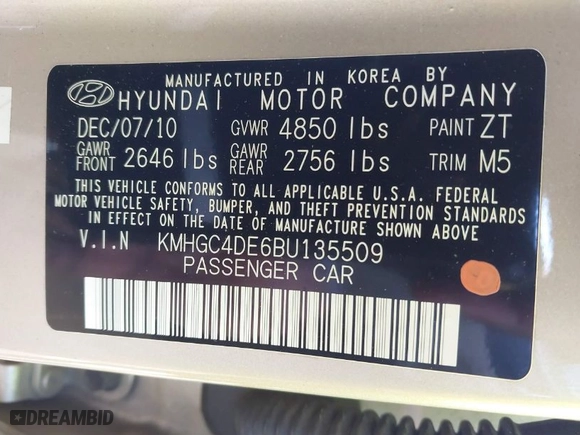 MANUFACTURED IN KOREA BY
HYUNDAI MOTOR COMPANY
DEC/07/10 GVWR 4850 lbs PAINT ZT
GAWR FRONT 2646 lbs GAWR REAR 2756 lbs TRIM M5
THIS VEHICLE CONFORMS TO ALL APPLICABLE U.S.A. FEDERAL
MOTOR VEHICLE SAFETY, BUMPER, AND THEFT PREVENTION STANDARDS
IN EFFECT ON THE DATE OF MANUFACTURE SHOWN ABOVE
V.I.N KMHGC4DE6BU135509
PASSENGER CAR
DREAMBID